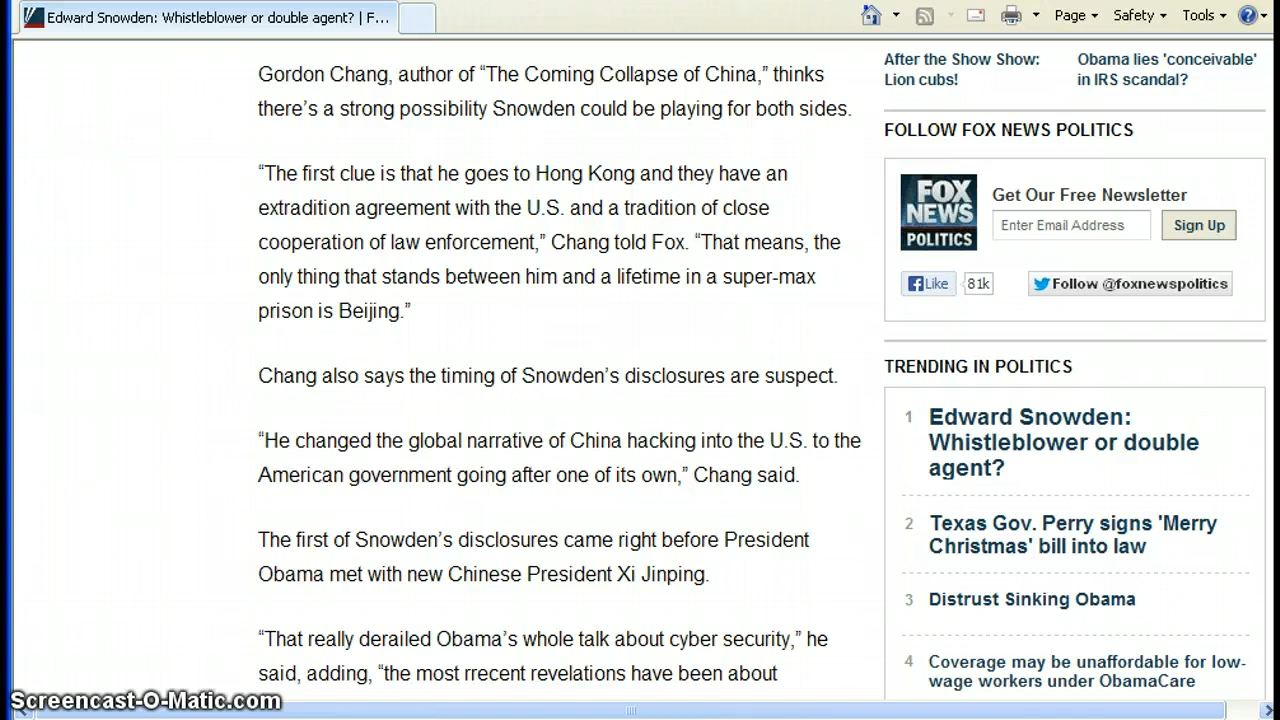 Edward Snowden: Whistleblower or double agent? | F...
Page
Safety
Tools
Gordon Chang, author of “The Coming Collapse of China,” thinks
there’s a strong possibility Snowden could be playing for both sides.
“The first clue is that he goes to Hong Kong and they have an
extradition agreement with the U.S. and a tradition of close
cooperation of law enforcement,” Chang told Fox. “That means, the
only thing that stands between him and a lifetime in a super-max
prison is Beijing.”
Chang also says the timing of Snowden’s disclosures are suspect.
“He changed the global narrative of China hacking into the U.S. to the
American government going after one of its own,” Chang said.
The first of Snowden’s disclosures came right before President
Obama met with new Chinese President Xi Jinping.
“That really derailed Obama’s whole talk about cyber security,” he
said, adding, “the most rrecent revelations have been about
After the Show Show:
Lion cubs!
Obama lies 'conceivable'
in IRS scandal?
FOLLOW FOX NEWS POLITICS
FOX
NEWS
POLITICS
Get Our Free Newsletter
Enter Email Address
Sign Up
Like
81k
Follow @foxnewspolitics
TRENDING IN POLITICS
1 Edward Snowden:
Whistleblower or double
agent?
2 Texas Gov. Perry signs 'Merry
Christmas' bill into law
3 Distrust Sinking Obama
4 Coverage may be unaffordable for low-
wage workers under ObamaCare
Screencast-O-Matic.com